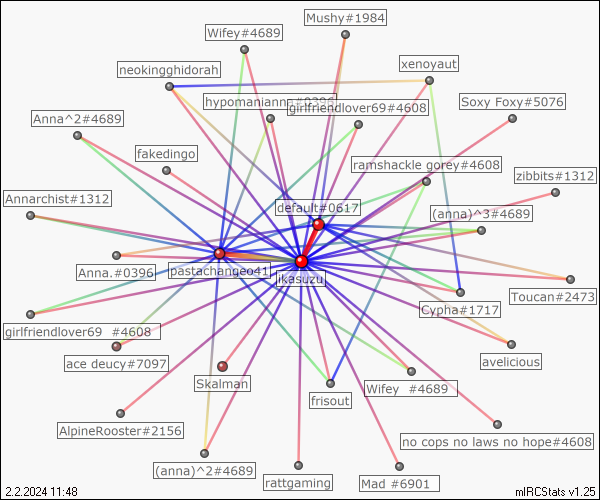 Mushy#1984
Wifey#4689
neokingghidorah
xenoyaut
hypomanianna#0396
girlfriendlover69#4608
Soxy Foxy#5076
Anna^2#4689
fakedingo
ramshackle gorey#4608
zibbits#1312
Annarchist#1312
default#0617
(anna)^3#4689
Anna.#0396
pastachangeo41
ikasuzu
Toucan#2473
Cypha#1717
girlfriendlover69 #4608
ace deucy#7097
avelicious
Skalman
Wifey #4689
frisout
AlpineRooster#2156
no cops no laws no hope#4608
(anna)^2#4689
rattgaming
Mad #6901
2.2.2024 11:48
mIRCStats v1.25